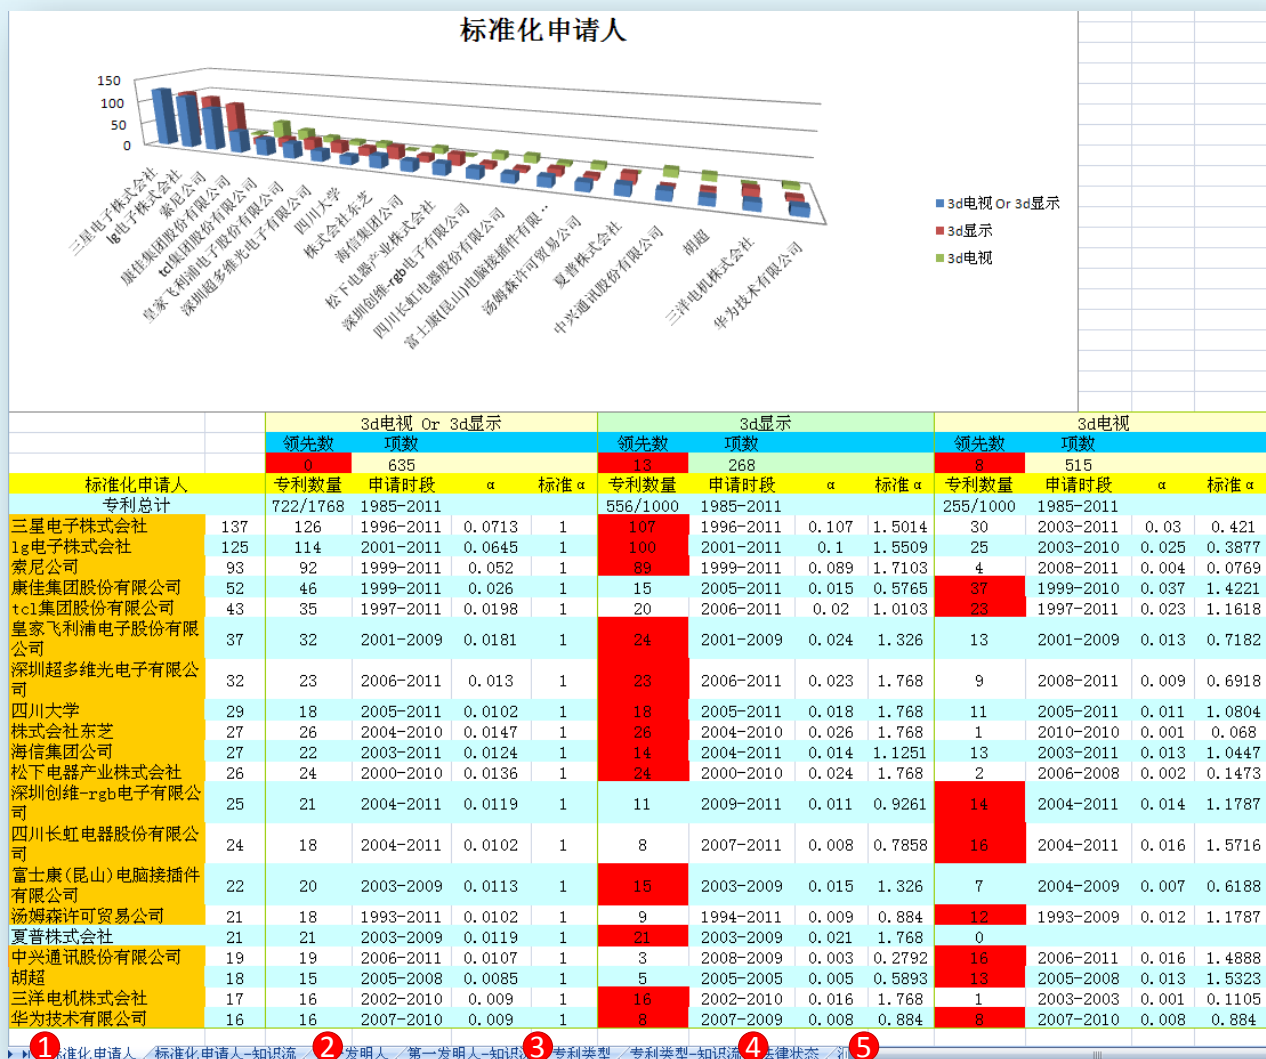 标准化申请人
150
100
50
0
三星电子株式会社
lg电子株式会社
索尼公司
康佳集团股份有限公司
tcl集团股份有限公司
皇家飞利浦电子股份有限公司
深圳超多维光电子有限公司
四川大学
株式会社东芝
海信集团公司
松下电器产业株式会社
深圳创维-rgb电子有限公司
四川长虹电器股份有限公司
富士康(昆山)电脑接插件有限...
汤姆森许可贸易公司
夏普株式会社
中兴通讯股份有限公司
胡超
三洋电机株式会社
华为技术有限公司
3d电视 Or 3d显示
3d显示
3d电视
3d电视 Or 3d显示 3d显示 3d电视
领先数 项数 领先数 项数 领先数 项数
0 635 13 268 8 515
标准化申请人 专利数量 申请时段 α 标准α 专利数量 申请时段 α 标准α 专利数量 申请时段 α 标准α
专利总计 722/1768 1985-2011 556/1000 1985-2011 255/1000 1985-2011
三星电子株式会社 137 126 1996-2011 0.0713 1 107 1996-2011 0.107 1.5014 30 2003-2011 0.03 0.421
lg电子株式会社 125 114 2001-2011 0.0645 1 100 2001-2011 0.1 1.5509 25 2003-2010 0.025 0.3877
索尼公司 93 92 1999-2011 0.052 1 89 1999-2011 0.089 1.7103 4 2008-2011 0.004 0.0769
康佳集团股份有限公司 52 46 1999-2011 0.026 1 15 2005-2011 0.015 0.5765 37 1999-2010 0.037 1.4221
tcl集团股份有限公司 43 35 1997-2011 0.0198 1 20 2006-2011 0.02 1.0103 23 1997-2011 0.023 1.1618
皇家飞利浦电子股份有限
公司 37 32 2001-2009 0.0181 1 24 2001-2009 0.024 1.326 13 2001-2009 0.013 0.7182
深圳超多维光电子有限公
司 32 23 2006-2011 0.013 1 23 2006-2011 0.023 1.768 9 2008-2011 0.009 0.6918
四川大学 29 18 2005-2011 0.0102 1 18 2005-2011 0.018 1.768 11 2005-2011 0.011 1.0804
株式会社东芝 27 26 2004-2010 0.0147 1 26 2004-2010 0.026 1.768 1 2010-2010 0.001 0.068
海信集团公司 27 22 2003-2011 0.0124 1 14 2004-2011 0.014 1.1251 13 2003-2011 0.013 1.0447
松下电器产业株式会社 26 24 2000-2010 0.0136 1 24 2000-2010 0.024 1.768 2 2006-2008 0.002 0.1473
深圳创维-rgb电子有限公
司 25 21 2004-2011 0.0119 1 11 2009-2011 0.011 0.9261 14 2004-2011 0.014 1.1787
四川长虹电器股份有限公
司 24 18 2004-2011 0.0102 1 8 2007-2011 0.008 0.7858 16 2004-2011 0.016 1.5716
富士康(昆山)电脑接插件
有限公司 22 20 2003-2009 0.0113 1 15 2003-2009 0.015 1.326 7 2004-2009 0.007 0.6188
汤姆森许可贸易公司 21 18 1993-2011 0.0102 1 9 1994-2011 0.009 0.884 12 1993-2009 0.012 1.1787
夏普株式会社 21 21 2003-2009 0.0119 1 21 2003-2009 0.021 1.768 0
中兴通讯股份有限公司 19 19 2006-2011 0.0107 1 3 2008-2009 0.003 0.2792 16 2006-2011 0.016 1.4888
胡超 18 15 2005-2008 0.0085 1 5 2005-2005 0.005 0.5893 13 2005-2008 0.013 1.5323
三洋电机株式会社 17 16 2002-2010 0.009 1 16 2002-2010 0.016 1.768 1 2003-2003 0.001 0.1105
华为技术有限公司 16 16 2007-2010 0.009 1 8 2007-2009 0.008 0.884 8 2007-2010 0.008 0.884
1 准化申请人 标准化申请人-知识流 2 发明人 第一发明人-知识 3 专利类型 专利类型-知识流 4 律状态 5